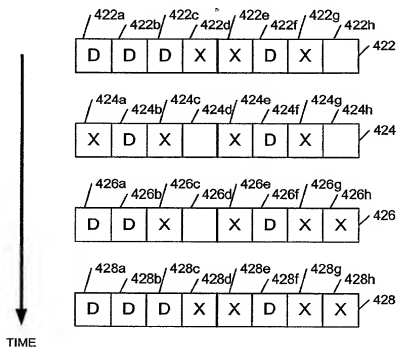 422a 422c 422e 422g
422b 422d 422f 422h
D D D X X D X 422
424a 424c 424e 424g
424b 424d 424f 424h
X D X X D X 424
426a 426c 426e 426g
426b 426d 426f 426h
D D X X D X X 426
428a 428c 428e 428g
428b 428d 428f 428h
D D D X X D X X 428
TIME